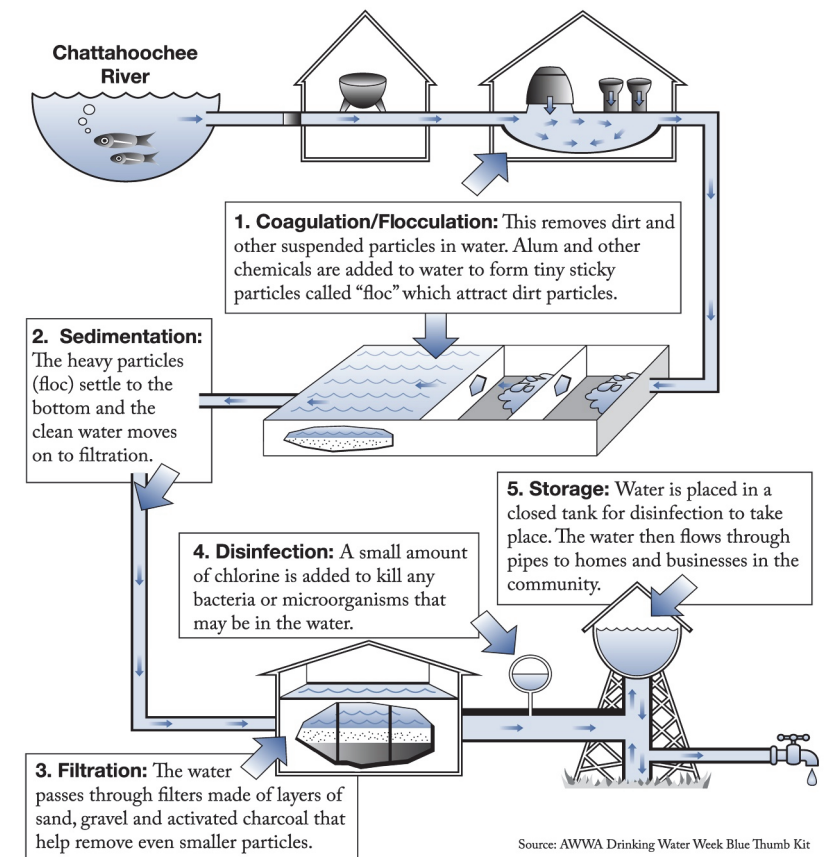 Chattahoochee
River
1. Coagulation/Flocculation: This removes dirt and
other suspended particles in water. Alum and other
chemicals are added to water to form tiny sticky
particles called “floc” which attract dirt particles.
2. Sedimentation:
The heavy particles
(floc) settle to the
bottom and the
clean water moves
on to filtration.
5. Storage: Water is placed in a
closed tank for disinfection to take
place. The water then flows through
pipes to homes and businesses in the
community.
4. Disinfection: A small amount
of chlorine is added to kill any
bacteria or microorganisms that
may be in the water.
3. Filtration: The water
passes through filters made of layers of
sand, gravel and activated charcoal that
help remove even smaller particles.
Source: AWWA Drinking Water Week Blue Thumb Kit